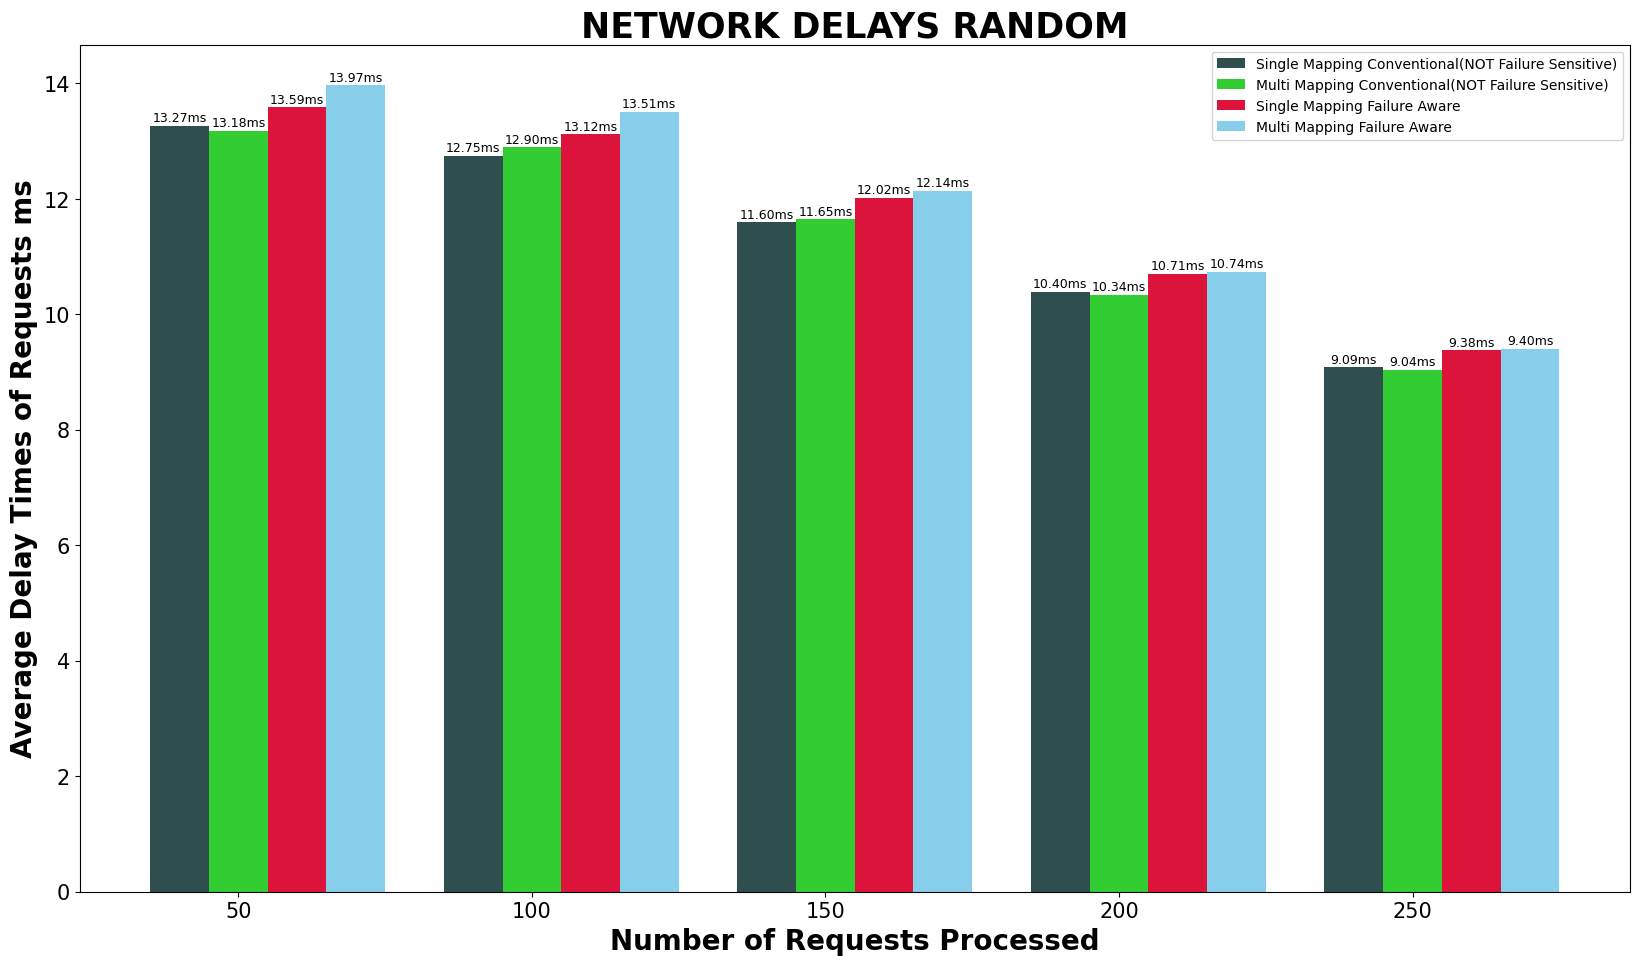 NETWORK DELAYS RANDOM
Single Mapping Conventional(NOT Failure Sensitive)
Multi Mapping Conventional(NOT Failure Sensitive)
Single Mapping Failure Aware
Multi Mapping Failure Aware
Average Delay Times of Requests ms
14
12
10
8
6
4
2
0
13.27ms
13.18ms
13.59ms
13.97ms
12.75ms
12.90ms
13.12ms
13.51ms
11.60ms
11.65ms
12.02ms
12.14ms
10.40ms
10.34ms
10.71ms
10.74ms
9.09ms
9.04ms
9.38ms
9.40ms
50
100
150
200
250
Number of Requests Processed